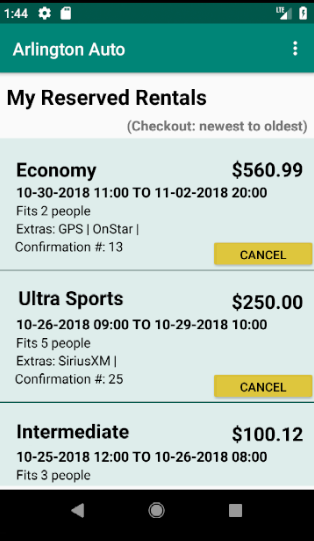 1:44
LTE
Arlington Auto
My Reserved Rentals
(Checkout: newest to oldest)
Economy $560.99
10-30-2018 11:00 TO 11-02-2018 20:00
Fits 2 people
Extras: GPS | OnStar |
Confirmation #: 13
CANCEL
Ultra Sports $250.00
10-26-2018 09:00 TO 10-29-2018 10:00
Fits 5 people
Extras: SiriusXM |
Confirmation #: 25
CANCEL
Intermediate $100.12
10-25-2018 12:00 TO 10-26-2018 08:00
Fits 3 people